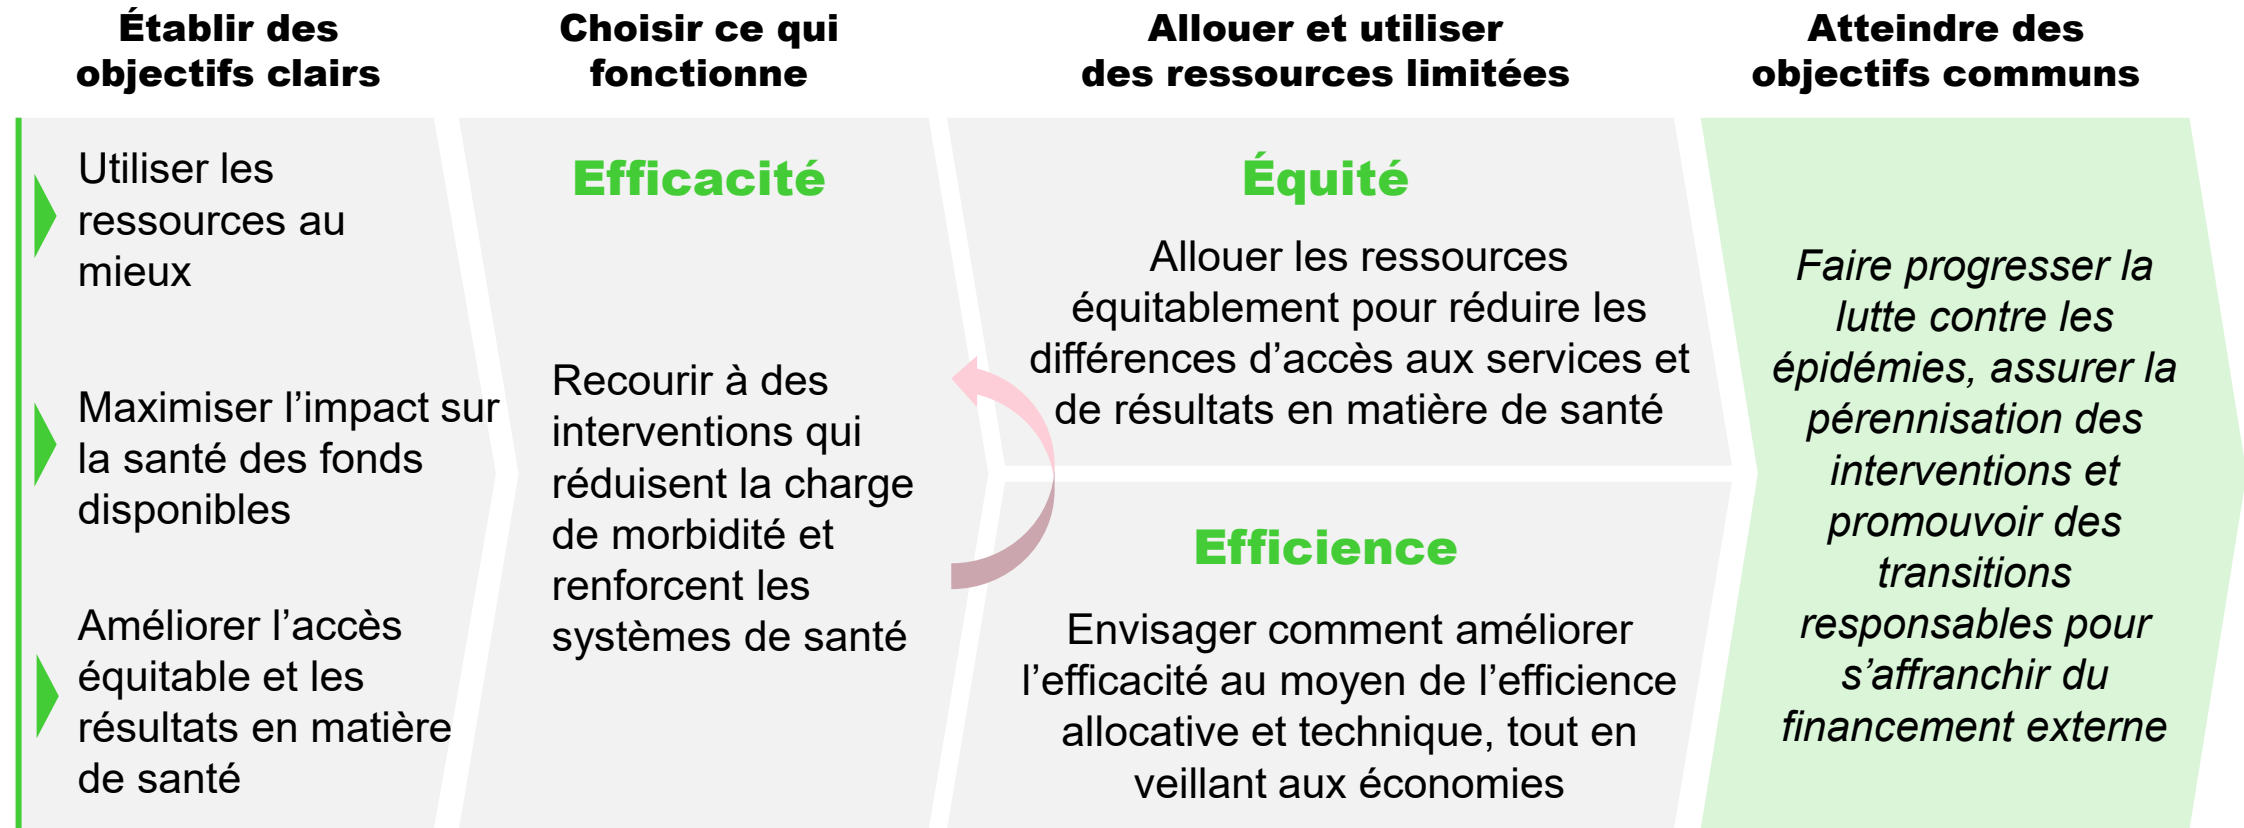 Établir des
objectifs clairs
Choisir ce qui
fonctionne
Allouer et utiliser
des ressources limitées
Atteindre des
objectifs communs
Utiliser les
ressources au
mieux
Maximiser l’impact sur
la santé des fonds
disponibles
Améliorer l’accès
équitable et les
résultats en matière
de santé
Efficacité
Recourir à des
interventions qui
réduisent la charge
de morbidité et
renforcent les
systèmes de santé
Équité
Allouer les ressources
équitablement pour réduire les
différences d’accès aux services et
de résultats en matière de santé
Efficience
Envisager comment améliorer
l’efficacité au moyen de l’efficience
allocative et technique, tout en
veillant aux économies
Faire progresser la
lutte contre les
épidémies, assurer la
pérennisation des
interventions et
promouvoir des
transitions
responsables pour
s’affranchir du
financement externe